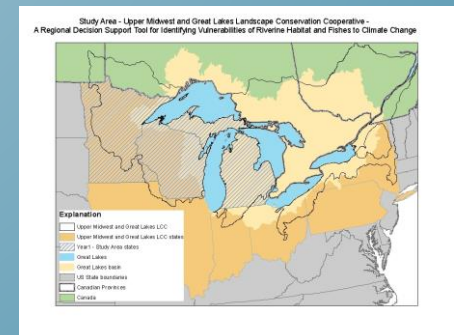 Study Area - Upper Midwest and Great Lakes Landscape Conservation Cooperative -
A Regional Decision Support Tool for Identifying Vulnerabilities of Riverine Habitat and Fishes to Climate Change
Explanation
Upper Midwest and Great Lakes LCC
Upper Midwest and Great Lakes LCC states
Year1 - Study Area states
Great Lakes
Great Lakes basin
US State boundaries
Canadian Provinces
Canada